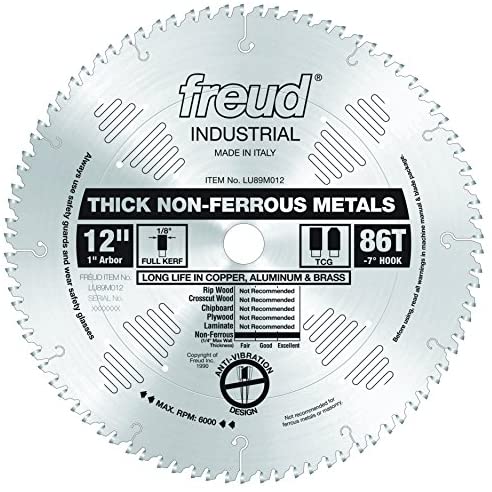 freud®
INDUSTRIAL
MADE IN ITALY
ITEM No. LU89M012
THICK NON-FERROUS METALS
12"
1" Arbor
1/8"
FULL KERF
TCG
86T
-7° HOOK
LONG LIFE IN COPPER, ALUMINUM & BRASS
FREUD ITEM No.
LU89M012
SERIAL No.
XXXXXXX
Rip Wood Not Recommended
Crosscut Wood Not Recommended
Chipboard Not Recommended
Plywood Not Recommended
Laminate Not Recommended
Non-Ferrous
(1/4" Max Wall
Thickness)
Fair Good Excellent
Copyright of
Freud Inc.
1990
ANTI-VIBRATION
DESIGN
MAX. RPM: 6000
Not recommended for
ferrous metals or masonry.
Always use safety guards and wear safety glasses
Before using, read all warnings in machine manual & blade package.